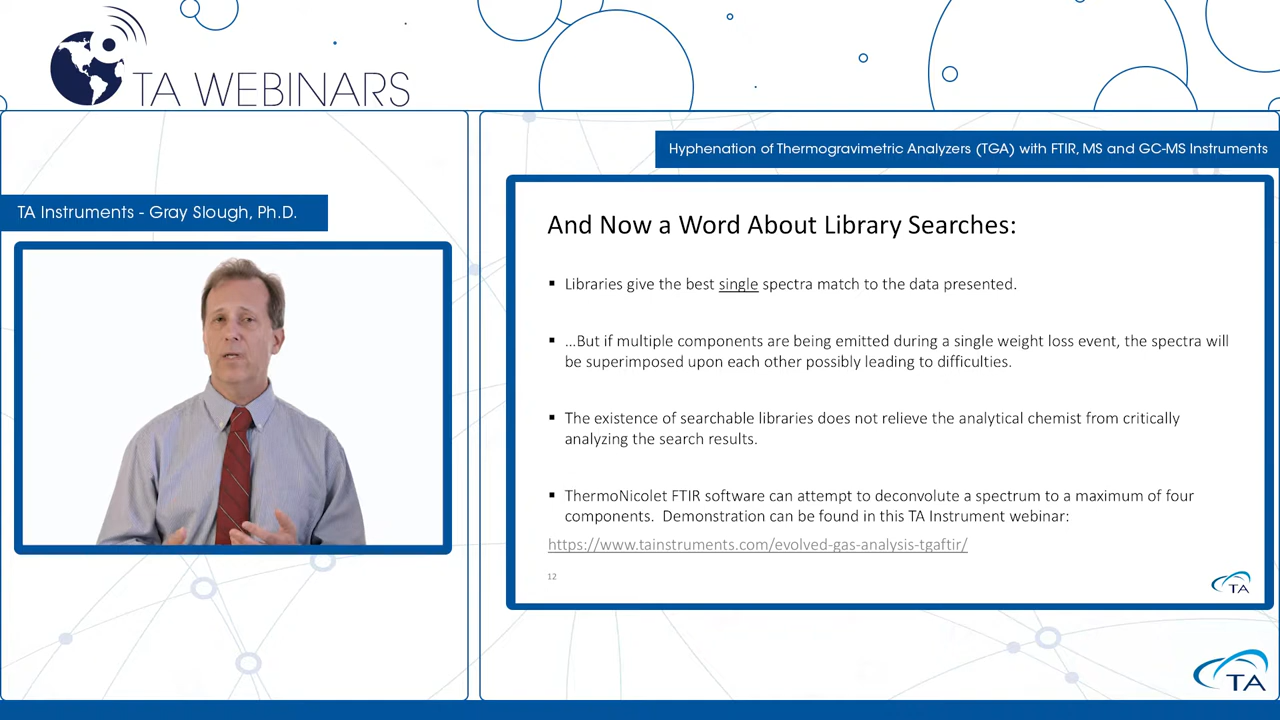 TA WEBINARS
Hyphenation of Thermogravimetric Analyzers (TGA) with FTIR, MS and GC-MS Instruments
TA Instruments - Gray Slough, Ph.D.
And Now a Word About Library Searches:
▪ Libraries give the best single spectra match to the data presented.
▪ …But if multiple components are being emitted during a single weight loss event, the spectra will
be superimposed upon each other possibly leading to difficulties.
▪ The existence of searchable libraries does not relieve the analytical chemist from critically
analyzing the search results.
▪ ThermoNicolet FTIR software can attempt to deconvolute a spectrum to a maximum of four
components. Demonstration can be found in this TA Instrument webinar:
https://www.tainstruments.com/evolved-gas-analysis-tgaftir/
12
TA
TA